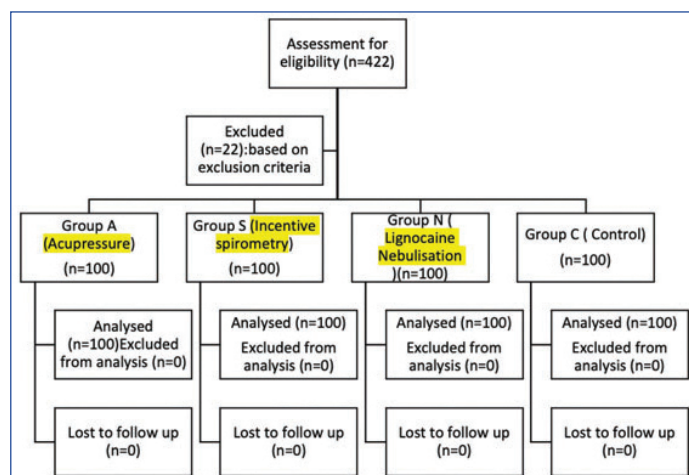 Assessment for
eligibility (n=422)
Excluded
(n=22):based on
exclusion criteria
Group A
(Acupressure)
(n=100)
Group S (Incentive
spirometry)
(n=100)
Group N (
Lignocaine
Nebulisation
)(n=100)
Group C ( Control)
(n=100)
Analysed
(n=100)Excluded
from analysis (n=0)
Analysed (n=100)
Excluded from
analysis (n=0)
Analysed (n=100)
Excluded from
analysis (n=0)
Analysed (n=100)
Excluded from
analysis (n=0)
Lost to follow up
(n=0)
Lost to follow up
(n=0)
Lost to follow up
(n=0)
Lost to follow up
(n=0)